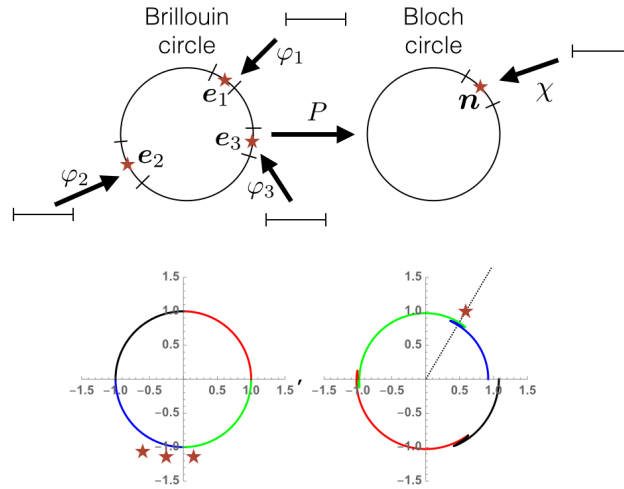 Brillouin circle
Bloch circle
φ₁
e₁
P
n
χ
e₂
e₃
φ₂
φ₃
1.5
1.0
0.5
−1.5 −1.0 −0.5 0.5 1.0 1.5
−0.5
−1.0
−1.5
,
1.5
1.0
0.5
−1.5 −1.0 −0.5 0.5 1.0 1.5
−0.5
−1.0
−1.5